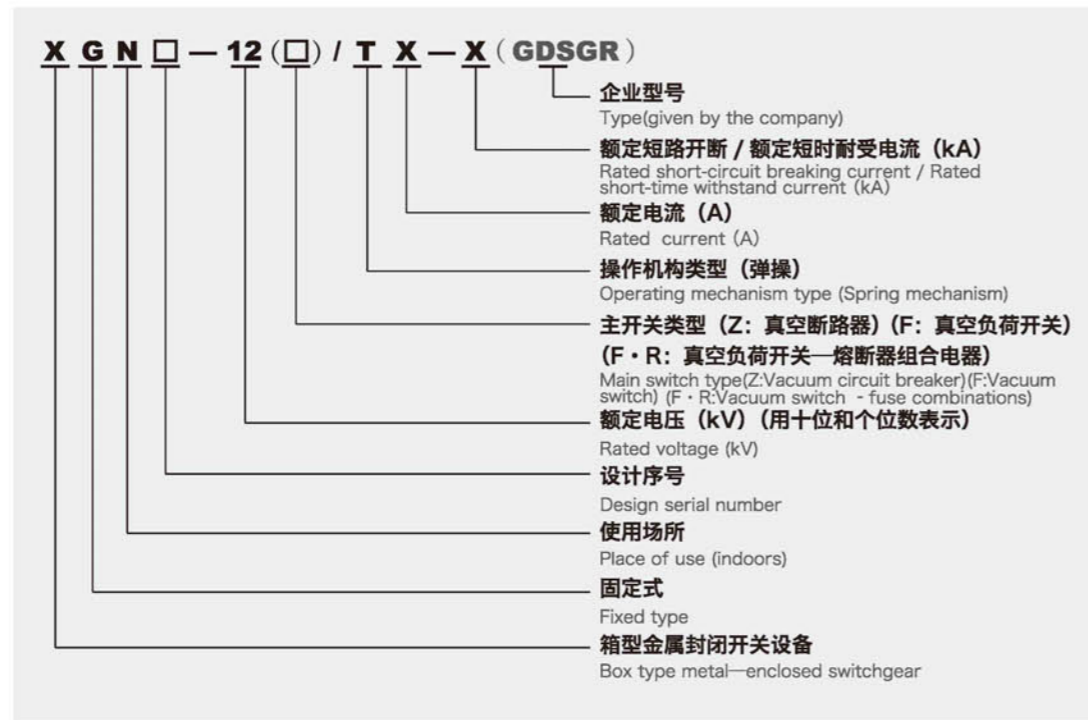 X G N □ — 12 (□) / T X — X (GDSGR)
企业型号
Type(given by the company)
额定短路开断 / 额定短时耐受电流（kA）
Rated short-circuit breaking current / Rated
short-time withstand current (kA)
额定电流（A）
Rated current (A)
操作机构类型（弹操）
Operating mechanism type (Spring mechanism)
主开关类型（Z：真空断路器）（F：真空负荷开关）
（F・R：真空负荷开关—熔断器组合电器）
Main switch type(Z:Vacuum circuit breaker)(F:Vacuum
switch) (F・R:Vacuum switch - fuse combinations)
额定电压（kV）（用十位和个位数表示）
Rated voltage (kV)
设计序号
Design serial number
使用场所
Place of use (indoors)
固定式
Fixed type
箱型金属封闭开关设备
Box type metal—enclosed switchgear